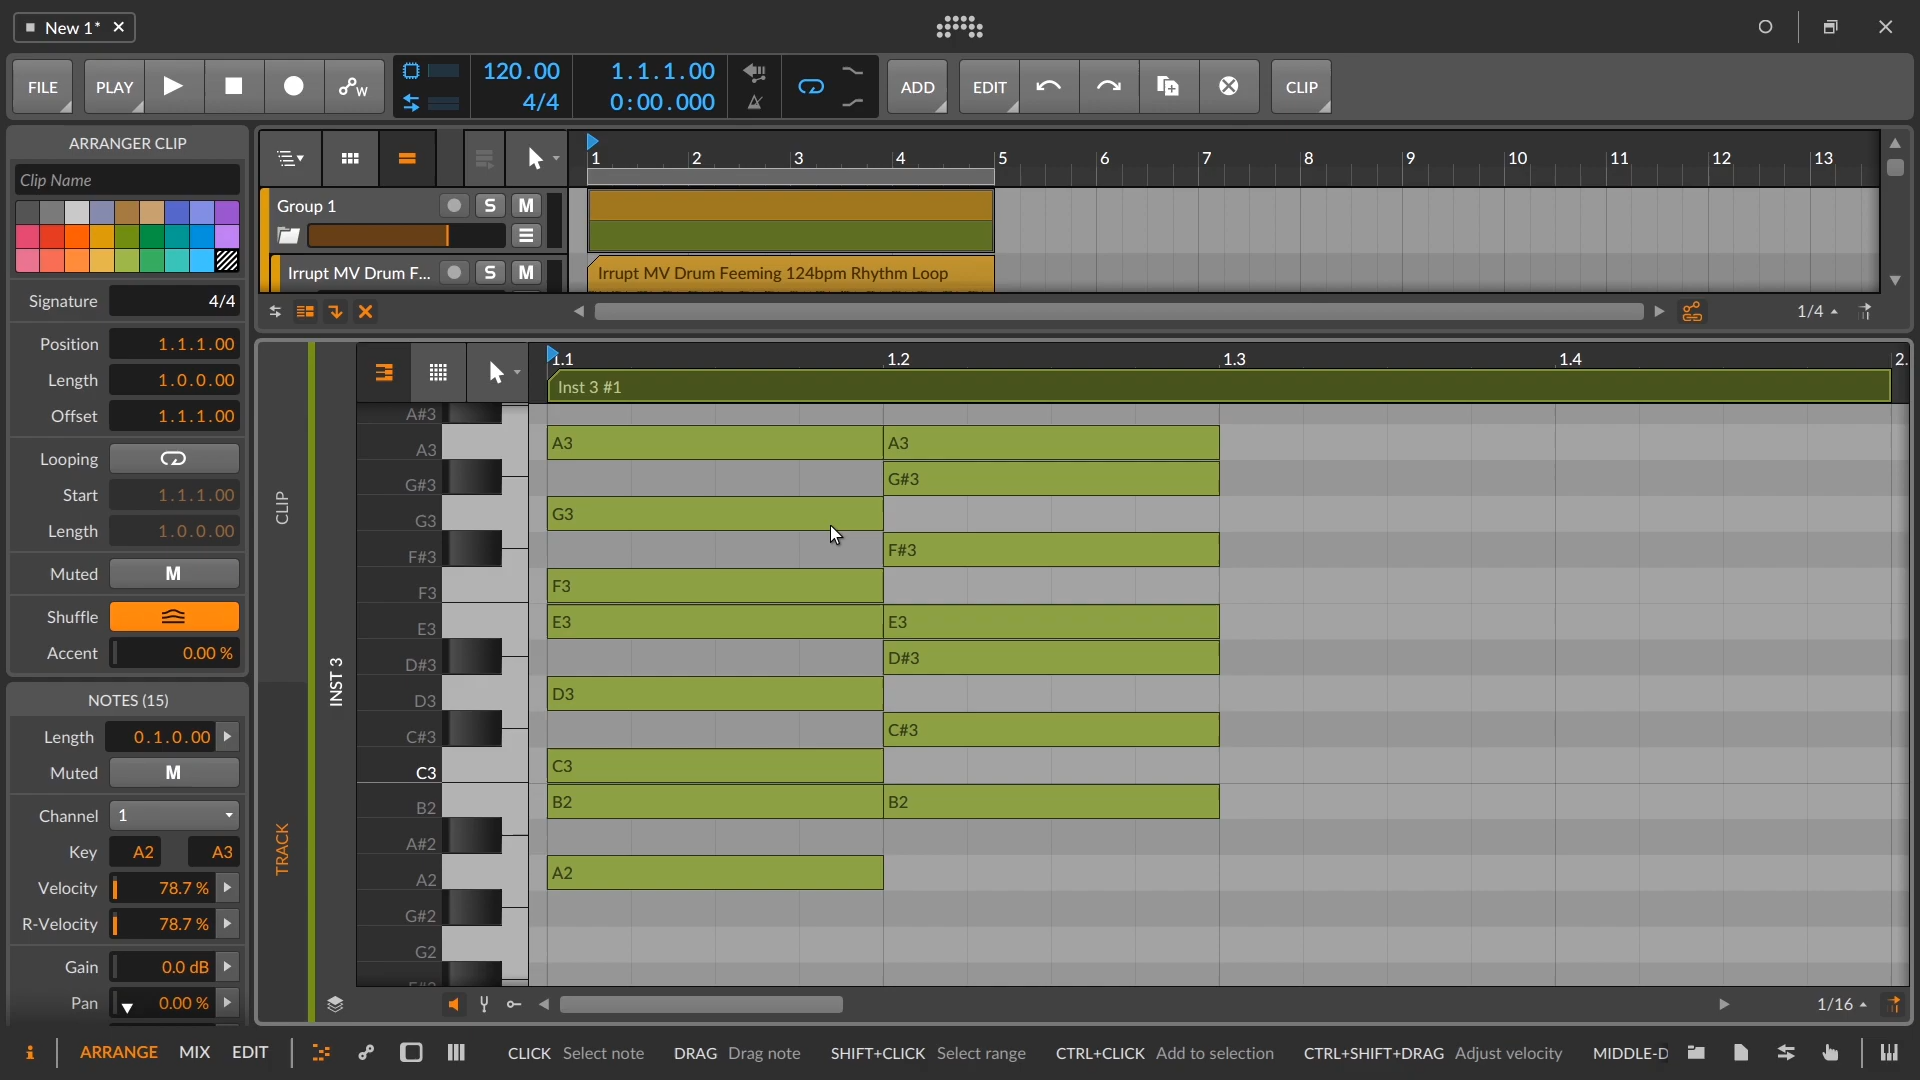 New 1*
FILE
PLAY
W
120.00
4/4
1.1.1.00
0:00.000
ADD
EDIT
CLIP
ARRANGER CLIP
Clip Name
Signature 4/4
Position 1.1.1.00
Length 1.0.0.00
Offset 1.1.1.00
Looping
Start 1.1.1.00
Length 1.0.0.00
Muted M
Shuffle
Accent 0.00 %
NOTES (15)
Length 0.1.0.00
Muted M
Channel 1
Key A2 A3
Velocity 78.7 %
R-Velocity 78.7 %
Gain 0.0 dB
Pan 0.00 %
1 2 3 4 5 6 7 8 9 10 11 12 13
Group 1 S M
Irrupt MV Drum F... S M
Irrupt MV Drum Feeming 124bpm Rhythm Loop
1/4
CLIP
TRACK
INST 3
1.1 1.2 1.3 1.4 2.
Inst 3 #1
A#3
A3 A3 A3
G#3 G#3
G3 G3
F#3 F#3
F3 F3
E3 E3 E3
D#3 D#3
D3 D3
C#3 C#3
C3 C3
B2 B2 B2
A#2
A2 A2
G#2
G2
1/16
i ARRANGE MIX EDIT
CLICK Select note DRAG Drag note SHIFT+CLICK Select range CTRL+CLICK Add to selection CTRL+SHIFT+DRAG Adjust velocity MIDDLE-D